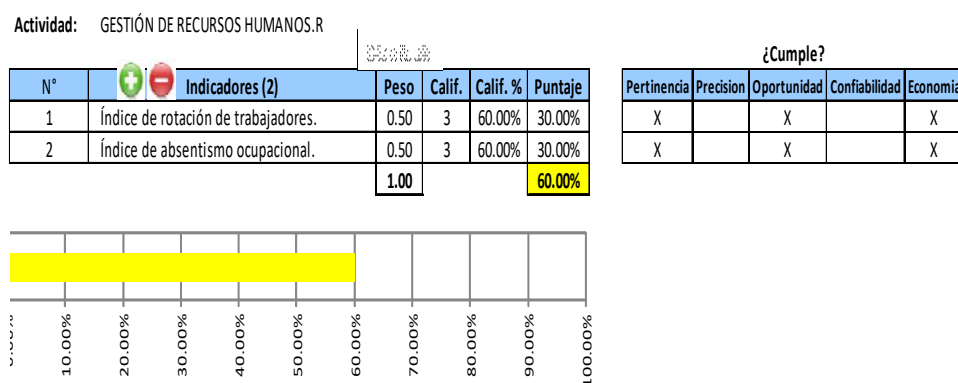 Actividad: GESTIÓN DE RECURSOS HUMANOS.R
¿Cumple?
N° Indicadores (2) Peso Calif. Calif. % Puntaje Pertinencia Precision Oportunidad Confiabilidad Economia
1 Índice de rotación de trabajadores. 0.50 3 60.00% 30.00% X X X
2 Índice de absentismo ocupacional. 0.50 3 60.00% 30.00% X X X
1.00 60.00%
10.00% 20.00% 30.00% 40.00% 50.00% 60.00% 70.00% 80.00% 90.00% 100.00%